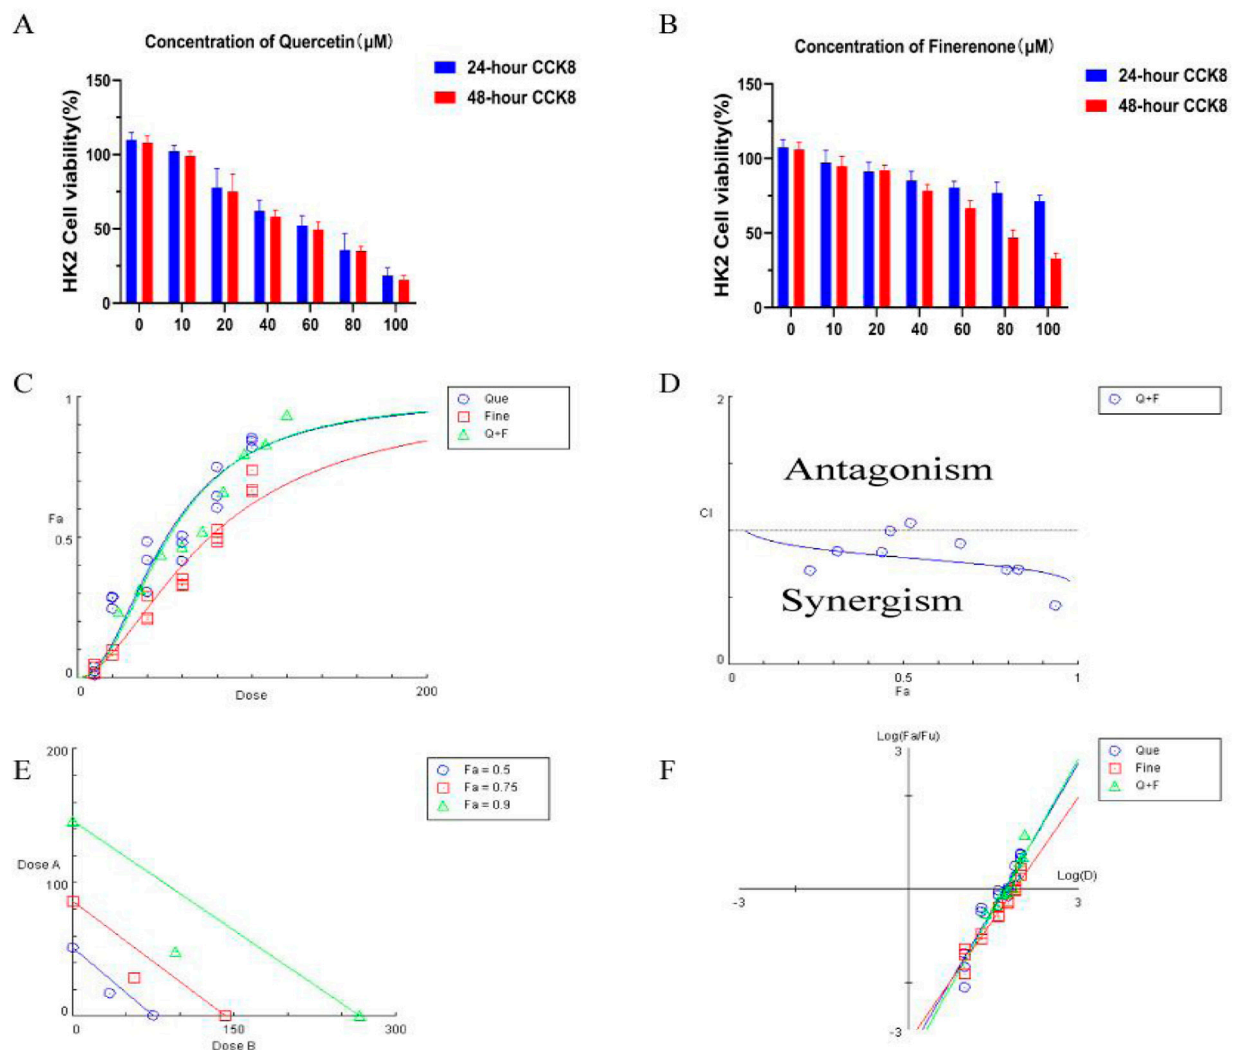 A
Concentration of Quercetin(μM)
24-hour CCK8
48-hour CCK8
HK2 Cell viability(%)
150
100
50
0
0 10 20 40 60 80 100
B
Concentration of Finerenone(μM)
24-hour CCK8
48-hour CCK8
HK2 Cell viability(%)
150
100
50
0
0 10 20 40 60 80 100
C
1
Fa
0.5
0
0 200
Dose
Que
Fine
Q+F
D
2
CI
1
0
0 0.5 1
Fa
Antagonism
Synergism
Q+F
E
200
Dose A
100
0
0 150 300
Dose B
Fa = 0.5
Fa = 0.75
Fa = 0.9
F
Log(Fa/Fu)
3
Log(D)
-3 3
-3
Que
Fine
Q+F